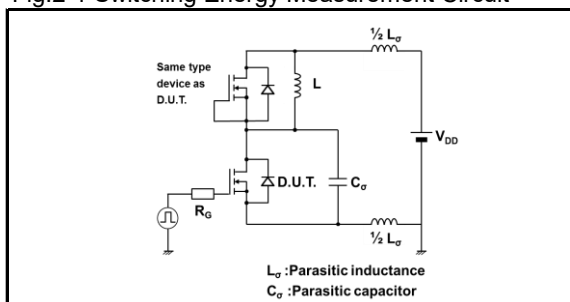 Fig.2-1 Switching Energy Measurement Circuit
½ Lσ
Same type
device as
D.U.T.
L
VDD
D.U.T.
Cσ
RG
½ Lσ
Lσ :Parasitic inductance
Cσ :Parasitic capacitor